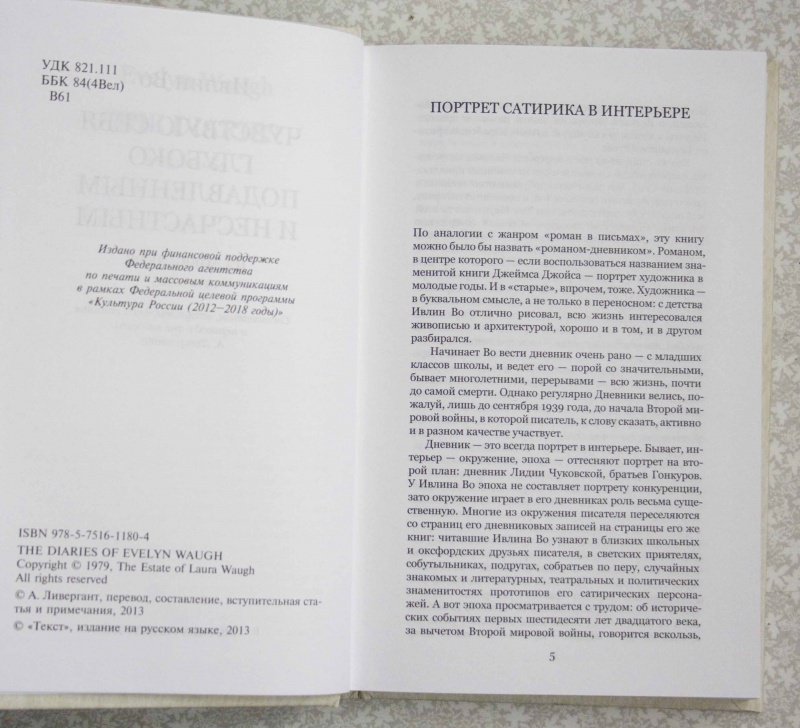 УДК 821.111
ББК 84(4Вел)
В61
Издано при финансовой поддержке
Федерального агентства
по печати и массовым коммуникациям
в рамках Федеральной целевой программы
«Культура России (2012—2018 годы)»
ISBN 978-5-7516-1180-4
THE DIARIES OF EVELYN WAUGH
Copyright © 1979, The Estate of Laura Waugh
All rights reserved
© А. Ливергант, перевод, составление, вступительная ста-
тья и примечания, 2013
© «Текст», издание на русском языке, 2013
ПОРТРЕТ САТИРИКА В ИНТЕРЬЕРЕ
По аналогии с жанром «роман в письмах», эту книгу
можно было бы назвать «романом-дневником». Романом,
в центре которого — если воспользоваться названием зна-
менитой книги Джеймса Джойса — портрет художника в
молодые годы. И в «старые», впрочем, тоже. Художника —
в буквальном смысле, а не только в переносном: с детства
Ивлин Во отлично рисовал, всю жизнь интересовался
живописью и архитектурой, хорошо и в том, и в другом
разбирался.
Начинает Во вести дневник очень рано — с младших
классов школы, и ведет его — порой со значительными,
бывает многолетними, перерывами — всю жизнь, почти
до самой смерти. Однако регулярно Дневники велись, по-
жалуй, лишь до сентября 1939 года, до начала Второй ми-
ровой войны, в которой писатель, к слову сказать, активно
и в разном качестве участвует.
Дневник — это всегда портрет в интерьере. Бывает, ин-
терьер — окружение, эпоха — оттесняют портрет на вто-
рой план: дневник Лидии Чуковской, братьев Гонкуров.
У Ивлина Во эпоха не составляет портрету конкуренции,
зато окружение играет в его дневниках роль весьма суще-
ственную. Многие из окружения писателя переселяются
со страниц его дневниковых записей на страницы его же
книг: читавшие Ивлина Во узнают в близких школьных
и оксфордских друзьях писателя, в светских приятелях,
собутыльниках, подругах, собратьях по перу, случайных
знакомых и литературных, театральных и политических
знаменитостях прототипов его сатирических персона-
жей. А вот эпоха просматривается с трудом: об историче-
ских событиях первых шестидесяти лет двадцатого века,
за вычетом Второй мировой войны, говорится вскользь,
5